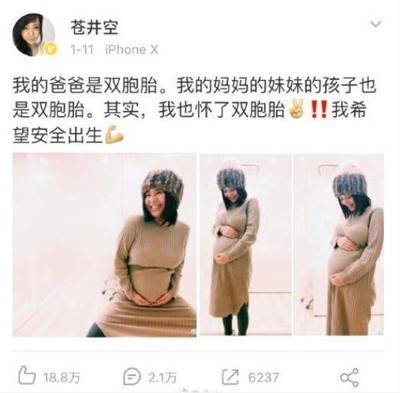 苍井空
1-11 iPhone X
我的爸爸是双胞胎。我的妈妈的妹妹的孩子也
是双胞胎。其实，我也怀了双胞胎✌🏻‼️我希
望安全出生💪🏻
18.8万 2.1万 6237